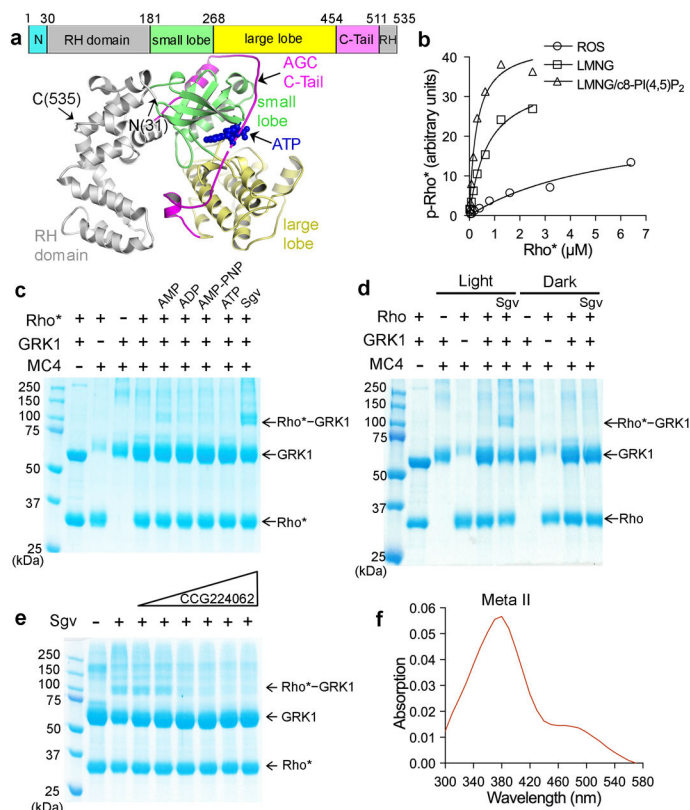 1 30 181 268 454 511 535
N RH domain small lobe large lobe C-Tail RH
a
AGC
C-Tail
C(535)
N(31)
small
lobe
ATP
RH
domain
large
lobe
b
ROS
LMNG
LMNG/c8-PI(4,5)P2
p-Rho* (arbitrary units)
40
30
20
10
0
0 1 2 3 4 5 6 7
Rho* (µM)
c
AMP ADP AMP-PNP ATP Sgv
Rho* + + − + + + + + +
GRK1 + − + + + + + + +
MC4 − + + + + + + + +
250
150
100
75
50
37
25
(kDa)
Rho*−GRK1
GRK1
Rho*
d
Light Dark
Sgv Sgv
Rho + − + + + − + + +
GRK1 + + − + + + − + +
MC4 − + + + + + + + +
250
150
100
75
50
37
25
(kDa)
Rho*−GRK1
GRK1
Rho
e
CCG224062
Sgv − + + + + + + +
250
150
100
75
50
37
25
(kDa)
Rho*−GRK1
GRK1
Rho*
f
Meta II
Absorption
0.06
0.05
0.04
0.03
0.02
0.01
0.00
300 380 420 460 500 540 580
Wavelength (nm)